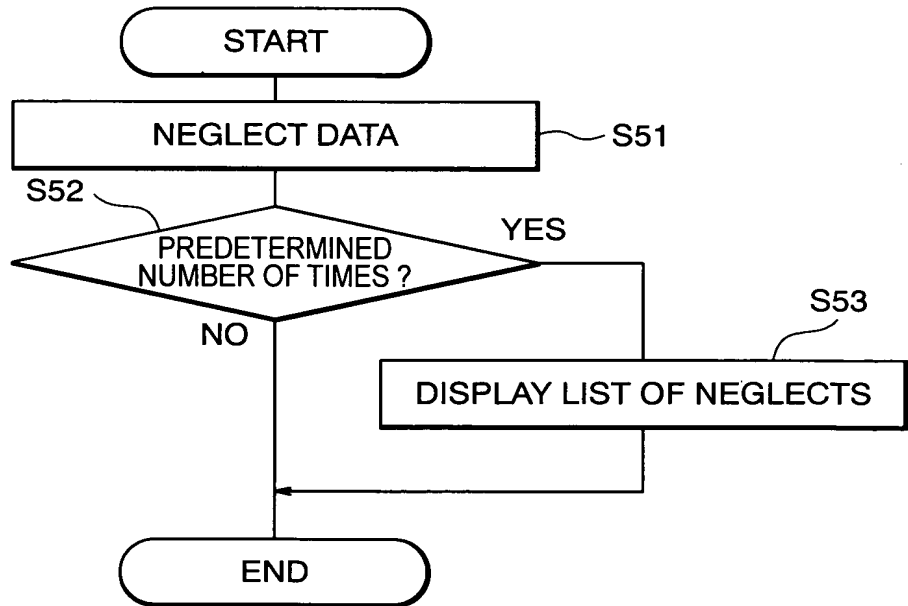 START
NEGLECT DATA
S51
S52
PREDETERMINED
NUMBER OF TIMES ?
YES
NO
S53
DISPLAY LIST OF NEGLECTS
END